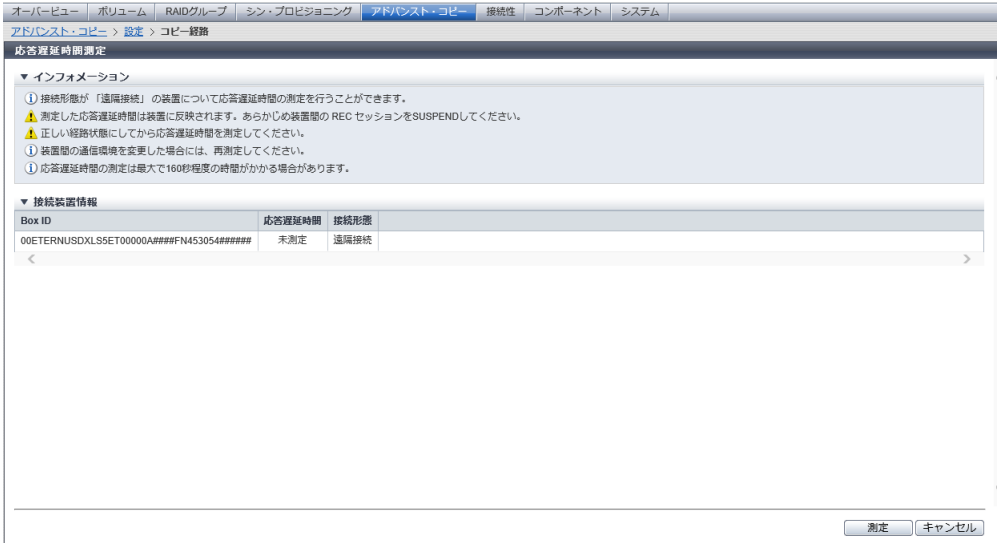 オーバービュー ボリューム RAIDグループ シン・プロビジョニング アドバンスト・コピー 接続性 コンポーネント システム
アドバンスト・コピー > 設定 > コピー経路
応答遅延時間測定
▼ インフォメーション
接続形態が 「遠隔接続」 の装置について応答遅延時間の測定を行うことができます。
測定した応答遅延時間は装置に反映されます。あらかじめ装置間の REC セッションをSUSPENDしてください。
正しい経路状態にしてから応答遅延時間を測定してください。
装置間の通信環境を変更した場合には、再測定してください。
応答遅延時間の測定は最大で160秒程度の時間がかかる場合があります。
▼ 接続装置情報
Box ID 応答遅延時間 接続形態
00ETERNUSDXLS5ET00000A####FN453054###### 未測定 遠隔接続
測定 キャンセル